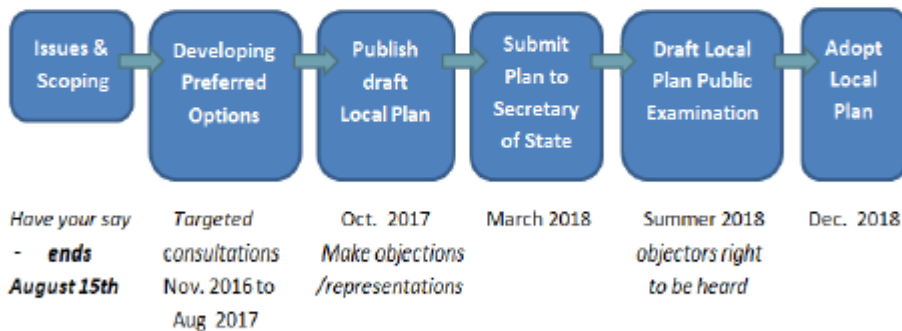 Issues &
Scoping
Developing
Preferred
Options
Publish
draft
Local Plan
Submit
Plan to
Secretary
of State
Draft Local
Plan Public
Examination
Adopt
Local
Plan
Have your say
- ends
August 15th
Targeted
consultations
Nov. 2016 to
Aug 2017
Oct. 2017
Make objections
/representations
March 2018
Summer 2018
objectors right
to be heard
Dec. 2018